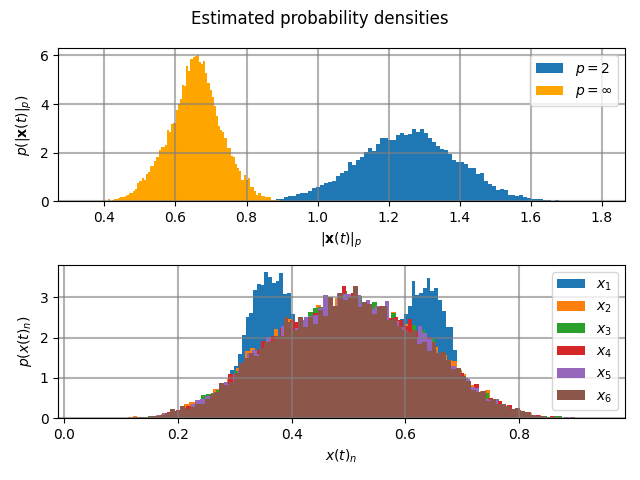 Estimated probability densities
p(|x(t)|ₚ)
6
4
2
0
p = 2
p = ∞
0.4 0.6 0.8 1.0 1.2 1.4 1.6 1.8
|x(t)|ₚ
p(x(t)ₙ)
3
2
1
0
x₁
x₂
x₃
x₄
x₅
x₆
0.0 0.2 0.4 0.6 0.8
x(t)ₙ